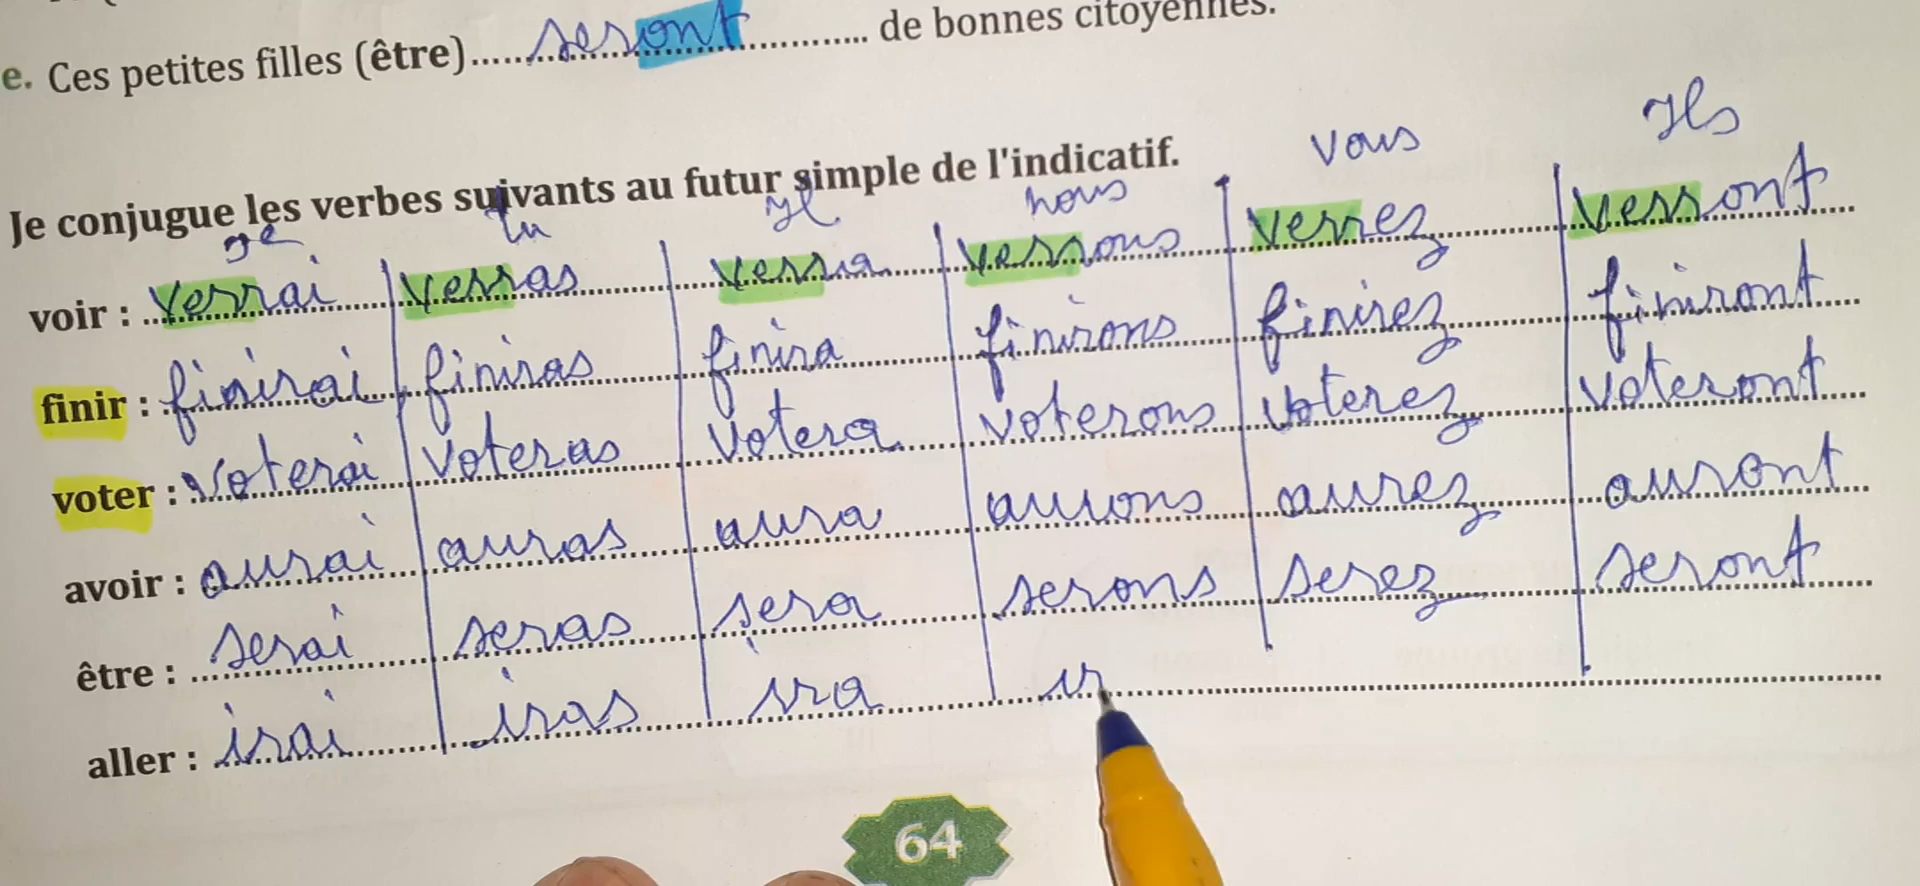 e. Ces petites filles (être) seront de bonnes citoyennes.
Je conjugue les verbes suivants au futur simple de l'indicatif.
je tu il nous vous Ils
voir : verrai verras verra verrons verrez verront
finir : finirai finiras finira finirons finirez finiront
voter : voterai voteras votera voterons voterez voteront
avoir : aurai auras aura aurons aurez auront
être : serai seras sera serons serez seront
aller : irai iras ira ir
64